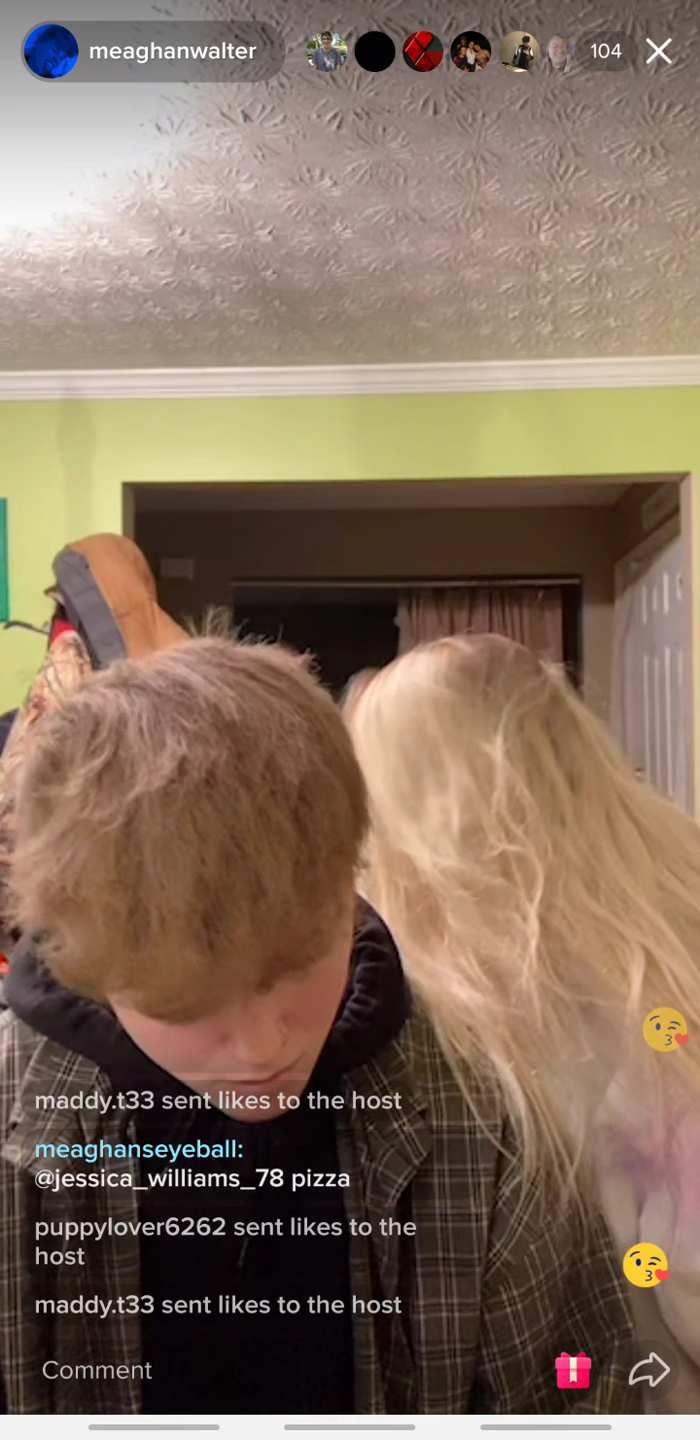 meaghanwalter
104
maddy.t33 sent likes to the host
meaghanseyeball:
@jessica_williams_78 pizza
puppylover6262 sent likes to the
host
maddy.t33 sent likes to the host
Comment